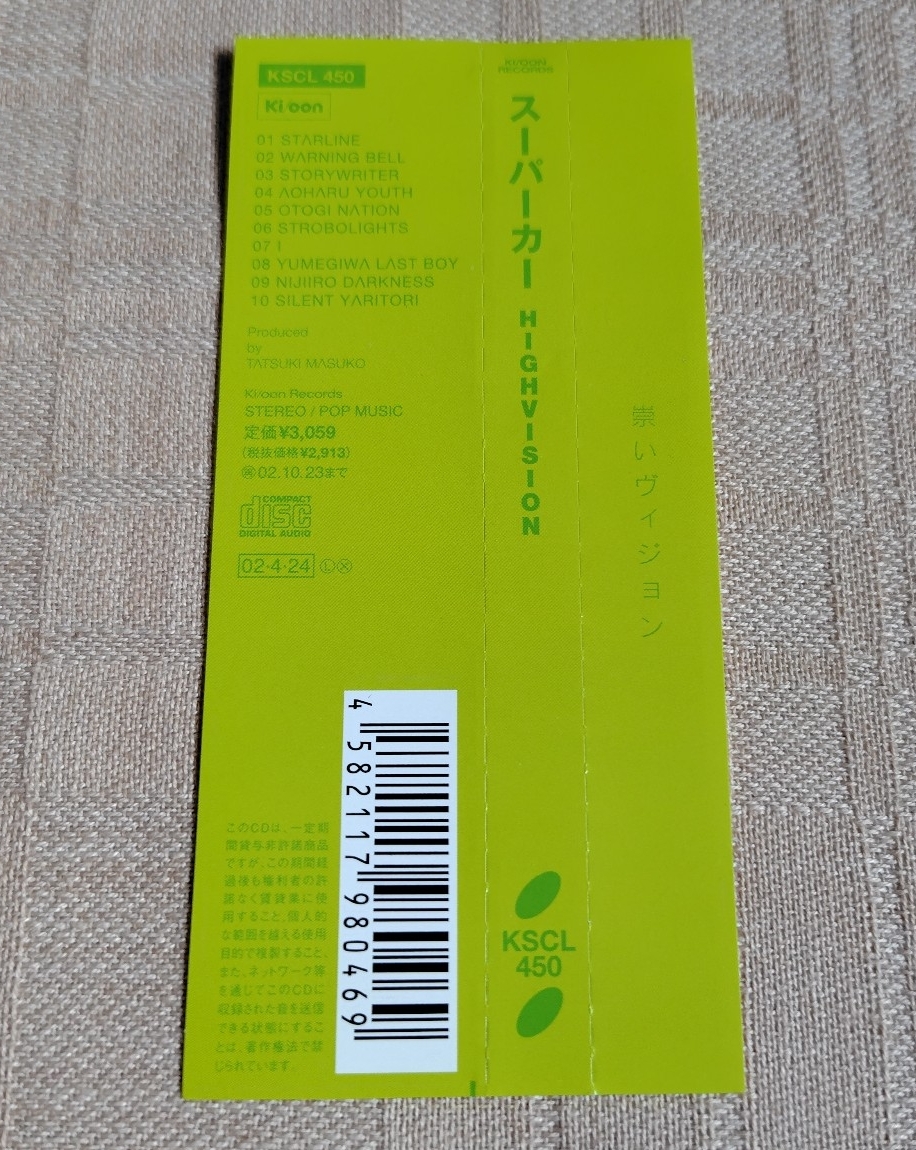 KSCL 450
Ki/oon
01 STARLINE
02 WARNING BELL
03 STORYWRITER
04 AOHARU YOUTH
05 OTOGI NATION
06 STROBOLIGHTS
07 I
08 YUMEGIWA LAST BOY
09 NIJIIRO DARKNESS
10 SILENT YARITORI
Produced
by
TATSUKI MASUKO
Ki/oon Records
STEREO / POP MUSIC
定価¥3,059
(税抜価格¥2,913)
㋐02.10.23まで
COMPACT
disc
DIGITAL AUDIO
02·4·24 Ⓛⓧ
このCDは、一定期
間貸与非許諾商品
ですが、この期間経
過後も権利者の許
諾なく賃貸業に使
用すること、個人的
な範囲を越える使用
目的で複製すること、
また、ネットワーク等
を通じてこのCDに
収録された音を送信
できる状態にするこ
とは、著作権法で禁
じられています。
4582117980469
KI/OON
RECORDS
スーパーカー HIGHVISION
KSCL
450
崇いヴィジョン